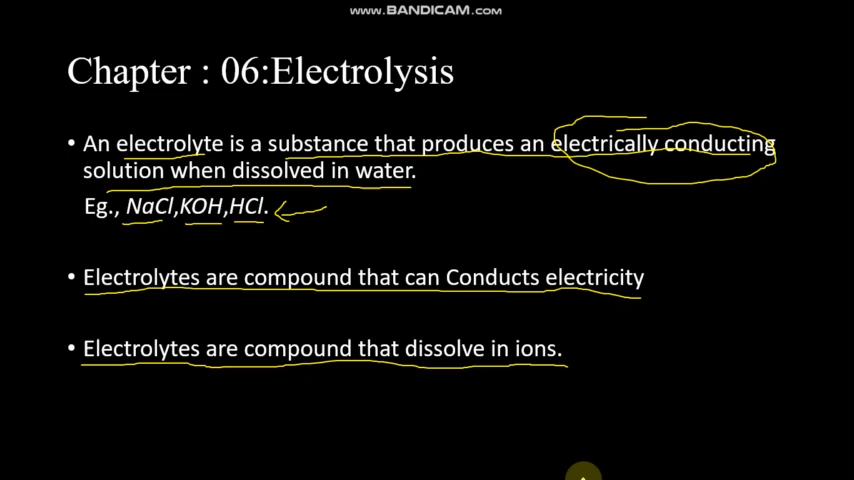 www.BANDICAM.com
Chapter : 06:Electrolysis
• An electrolyte is a substance that produces an electrically conducting
solution when dissolved in water.
Eg., NaCl,KOH,HCl.
• Electrolytes are compound that can Conducts electricity
• Electrolytes are compound that dissolve in ions.